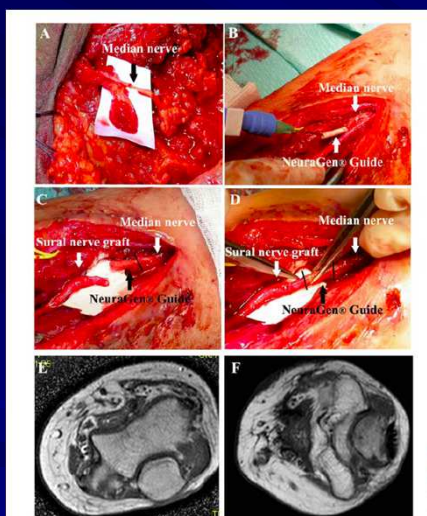 A
Median nerve
B
Median nerve
NeuraGen® Guide
C
Median nerve
Sural nerve graft
NeuraGen® Guide
D
Median nerve
Sural nerve graft
NeuraGen® Guide
E
F